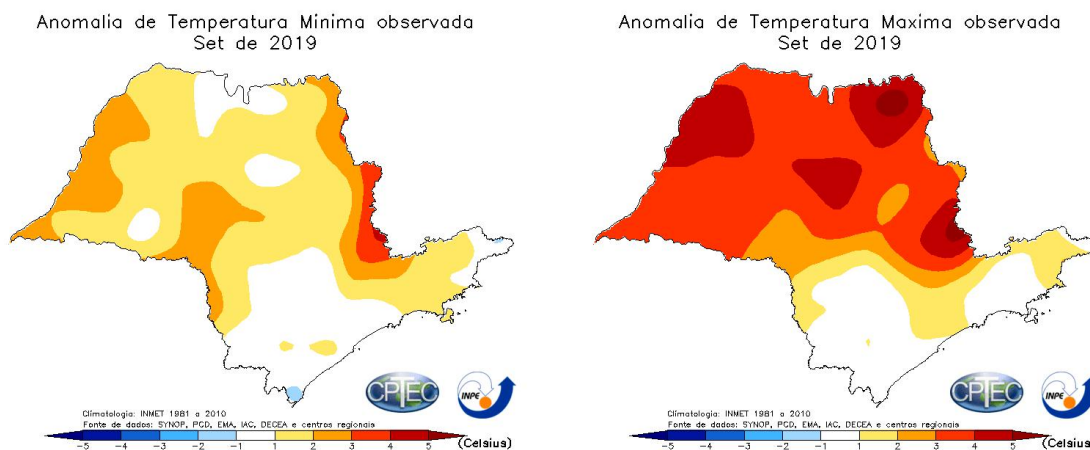 Anomalia de Temperatura Mínima observada
Set de 2019
CPTEC
INPE
Climatologia: INMET 1981 a 2010
Fonte de dados: SYNOP, PCD, EMA, IAC, DECEA e centros regionais
-5 -4 -3 -2 -1 1 2 3 4 5 (Celsius)
Anomalia de Temperatura Maxima observada
Set de 2019
CPTEC
INPE
Climatologia: INMET 1981 a 2010
Fonte de dados: SYNOP, PCD, EMA, IAC, DECEA e centros regionais
-5 -4 -3 -2 -1 1 2 3 4 5 (Celsius)